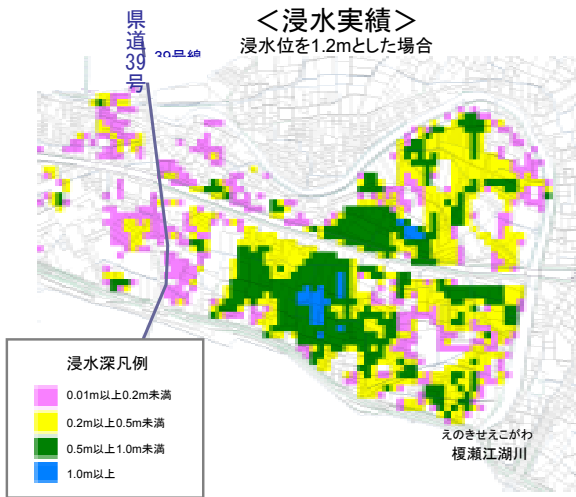 ＜浸水実績＞
浸水位を1.2mとした場合
県道39号
39号線
浸水深凡例
0.01m以上0.2m未満
0.2m以上0.5m未満
0.5m以上1.0m未満
1.0m以上
えのきせえこがわ
榎瀬江湖川